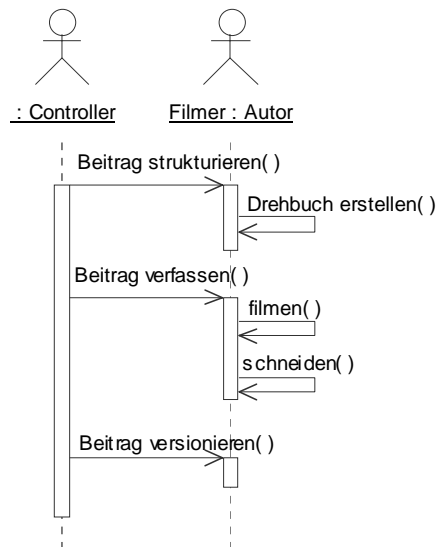 : Controller
Filmer : Autor
Beitrag strukturieren( )
Drehbuch erstellen( )
Beitrag verfassen( )
filmen( )
schneiden( )
Beitrag versionieren( )